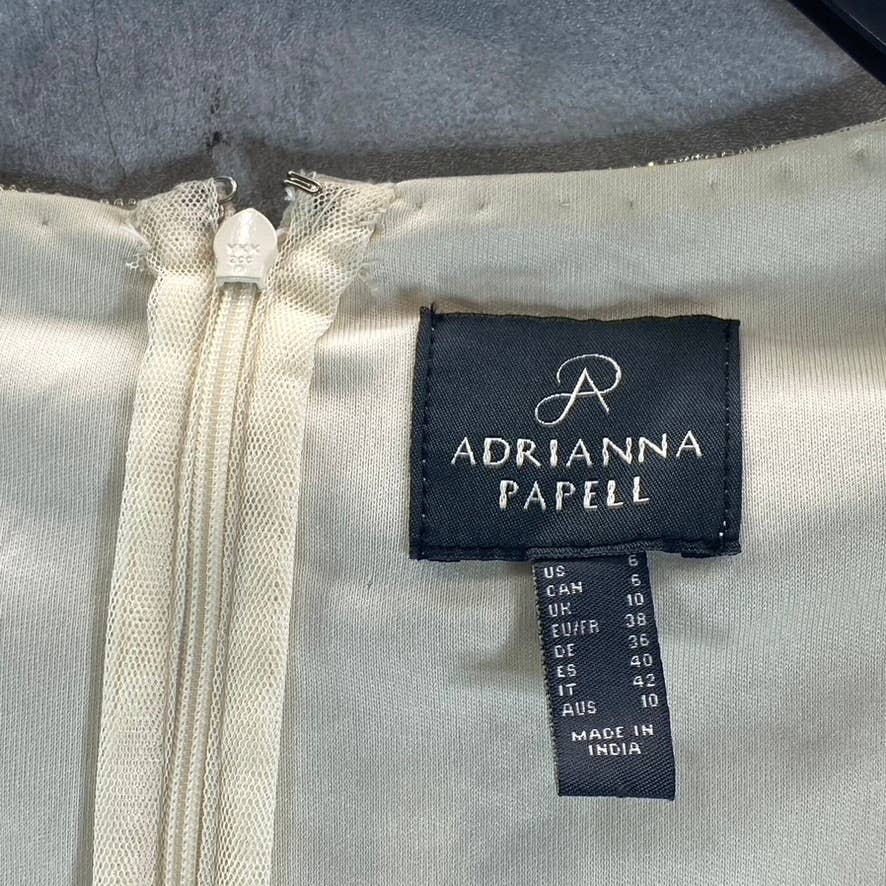 ADRIANNA
PAPELL
US 6
CAN 6
UK 10
EU/FR 38
DE 36
ES 40
IT 42
AUS 10
MADE IN
INDIA